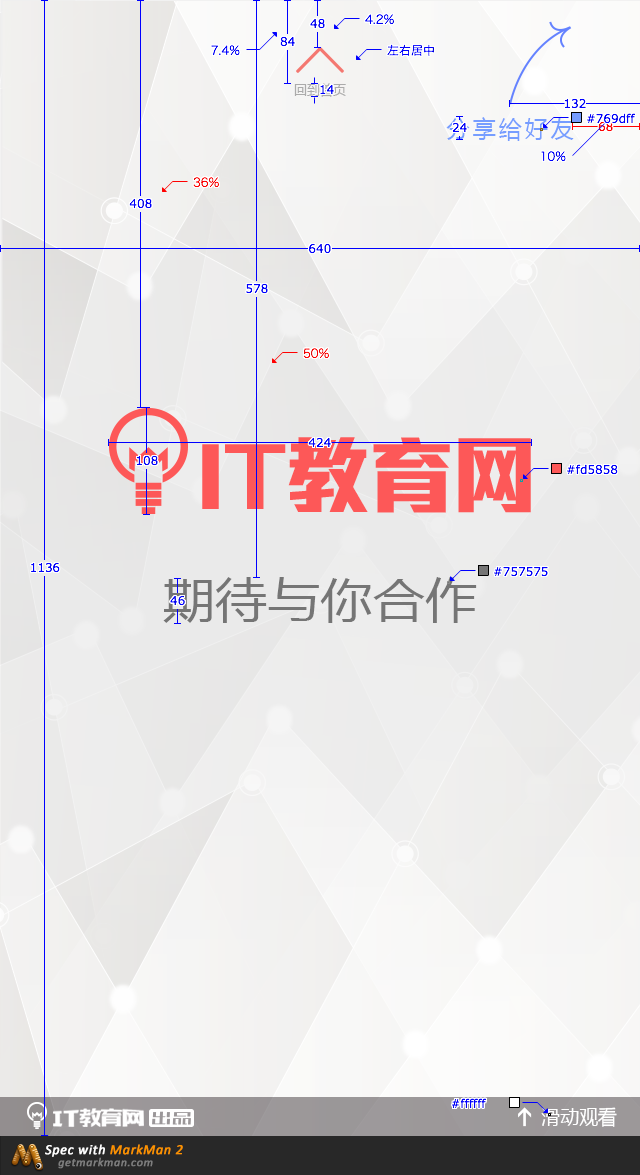 48
4.2%
84
7.4%
左右居中
14
回到首页
132
#769dff
24
分享给好友
68
10%
36%
408
640
578
50%
424
108
IT教育网
#fd5858
1136
#757575
46
期待与你合作
#ffffff
IT教育网 出品
滑动观看
Spec with MarkMan 2
getmarkman.com